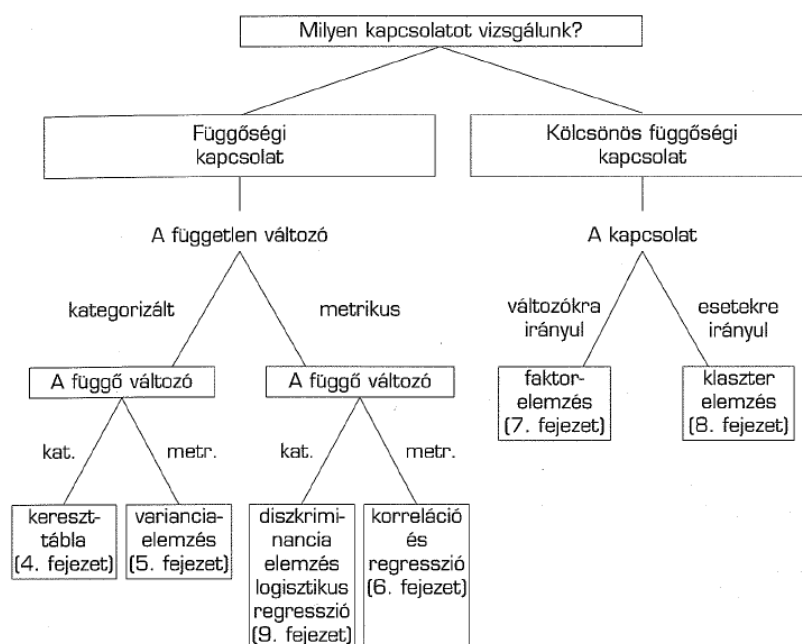 Milyen kapcsolatot vizsgálunk?
Függőségi
kapcsolat
Kölcsönös függőségi
kapcsolat
A független változó
A kapcsolat
kategorizált
metrikus
változókra
irányul
esetekre
irányul
A függő változó
A függő változó
faktor-
elemzés
(7. fejezet)
klaszter
elemzés
(8. fejezet)
kat.
metr.
kat.
metr.
kereszt-
tábla
(4. fejezet)
variancia-
elemzés
(5. fejezet)
diszkrimi-
nancia
elemzés
logisztikus
regresszió
(9. fejezet)
korreláció
és
regresszió
(6. fejezet)